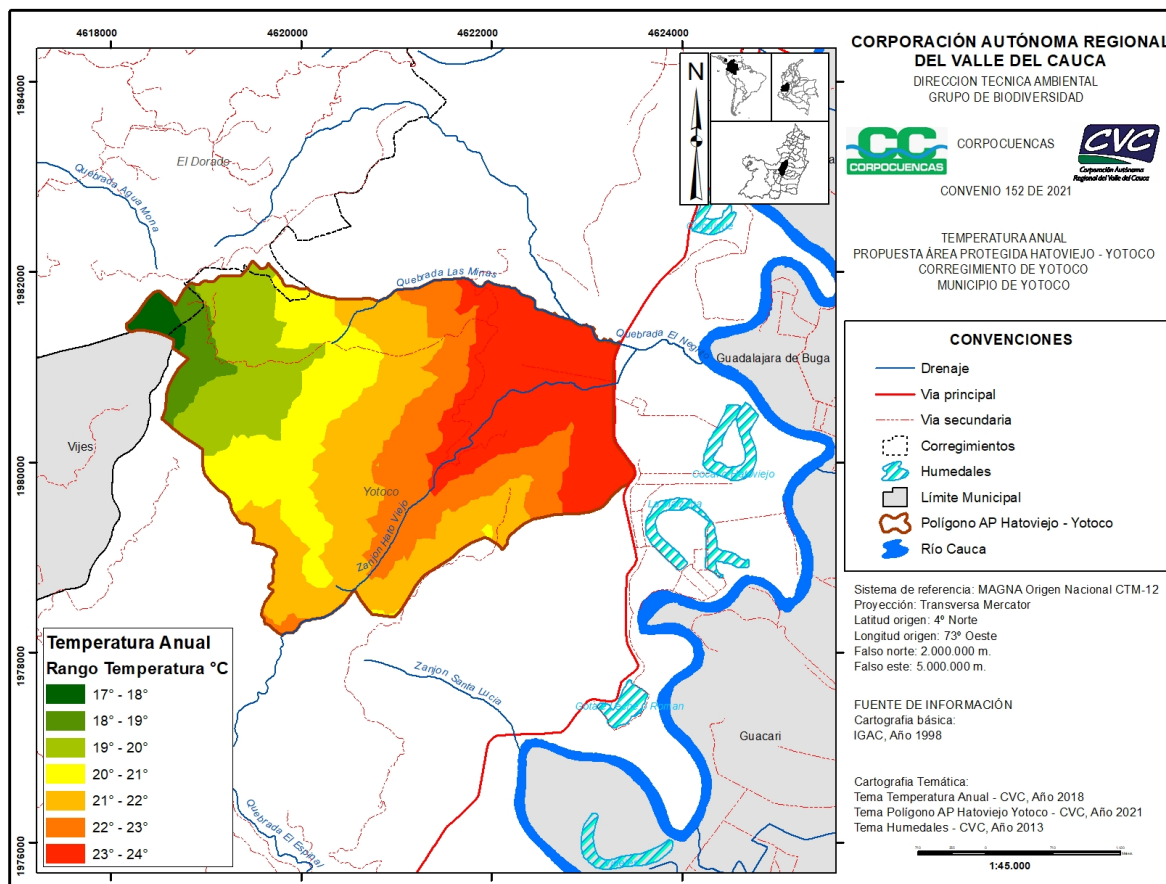 4618000
4620000
4622000
4624000
1984000
1982000
1980000
1978000
1976000
N
El Dorado
Quebrada Agua Mona
Quebrada Las Minas
Quebrada El Negro
Guadalajara de Buga
Vijes
Yotoco
Zanjon Hato Viejo
Zanjon Santa Lucia
Guacari
Quebrada El Espinal
Temperatura Anual
Rango Temperatura °C
17° - 18°
18° - 19°
19° - 20°
20° - 21°
21° - 22°
22° - 23°
23° - 24°
CORPORACIÓN AUTÓNOMA REGIONAL
DEL VALLE DEL CAUCA
DIRECCION TECNICA AMBIENTAL
GRUPO DE BIODIVERSIDAD
CC
CORPOCUENCAS
CORPOCUENCAS
CVC
Corporación Autónoma
Regional del Valle del Cauca
CONVENIO 152 DE 2021
TEMPERATURA ANUAL
PROPUESTA ÁREA PROTEGIDA HATOVIEJO - YOTOCO
CORREGIMIENTO DE YOTOCO
MUNICIPIO DE YOTOCO
CONVENCIONES
Drenaje
Via principal
Via secundaria
Corregimientos
Humedales
Límite Municipal
Polígono AP Hatoviejo - Yotoco
Río Cauca
Sistema de referencia: MAGNA Origen Nacional CTM-12
Proyección: Transversa Mercator
Latitud origen: 4º Norte
Longitud origen: 73º Oeste
Falso norte: 2.000.000 m.
Falso este: 5.000.000 m.
FUENTE DE INFORMACIÓN
Cartografia básica:
IGAC, Año 1998
Cartografia Temática:
Tema Temperatura Anual - CVC, Año 2018
Tema Polígono AP Hatoviejo Yotoco - CVC, Año 2021
Tema Humedales - CVC, Año 2013
1:45.000